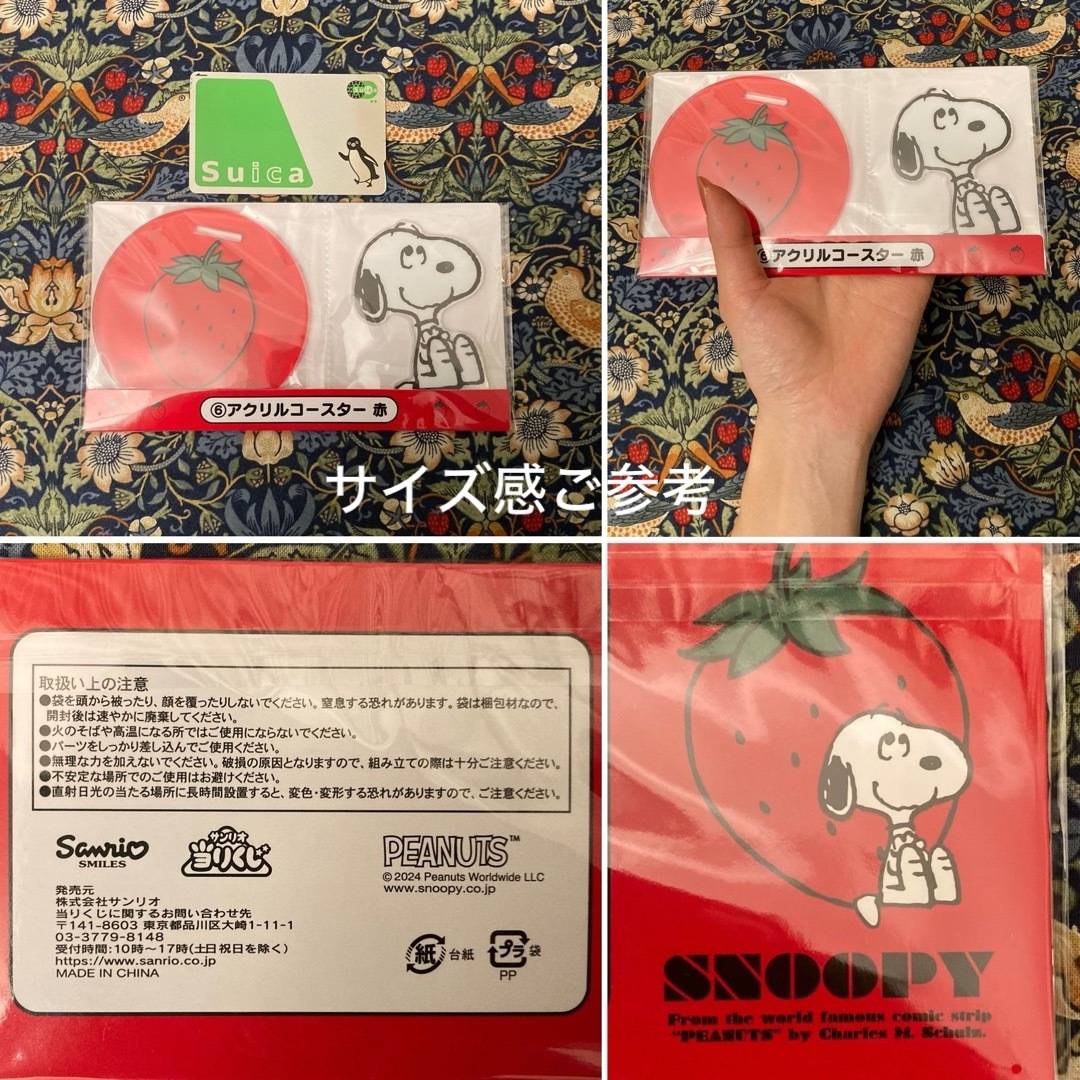 Suica
⑥アクリルコースター 赤
アクリルコースター 赤
サイズ感ご参考
取扱い上の注意
●袋を頭から被ったり、顔を覆ったりしないでください。窒息する恐れがあります。袋は梱包材なので、
開封後は速やかに廃棄してください。
●火のそばや高温になる所ではご使用にならないでください。
●パーツをしっかり差し込んでご使用ください。
●無理な力を加えないでください。破損の原因となりますので、組み立ての際は十分ご注意ください。
●不安定な場所でのご使用はお避けください。
●直射日光の当たる場所に長時間設置すると、変色・変形する恐れがありますので、ご注意ください。
Sanrio
SMILES
サンリオ
当りくじ
PEANUTS™
© 2024 Peanuts Worldwide LLC
www.snoopy.co.jp
発売元
株式会社サンリオ
当りくじに関するお問い合わせ先
〒141-8603 東京都品川区大崎1-11-1
03-3779-8148
受付時間:10時～17時(土日祝日を除く)
https://www.sanrio.co.jp
MADE IN CHINA
紙 台紙
プラ 袋
PP
SNOOPY
From the world famous comic strip
"PEANUTS" by Charles M. Schulz.